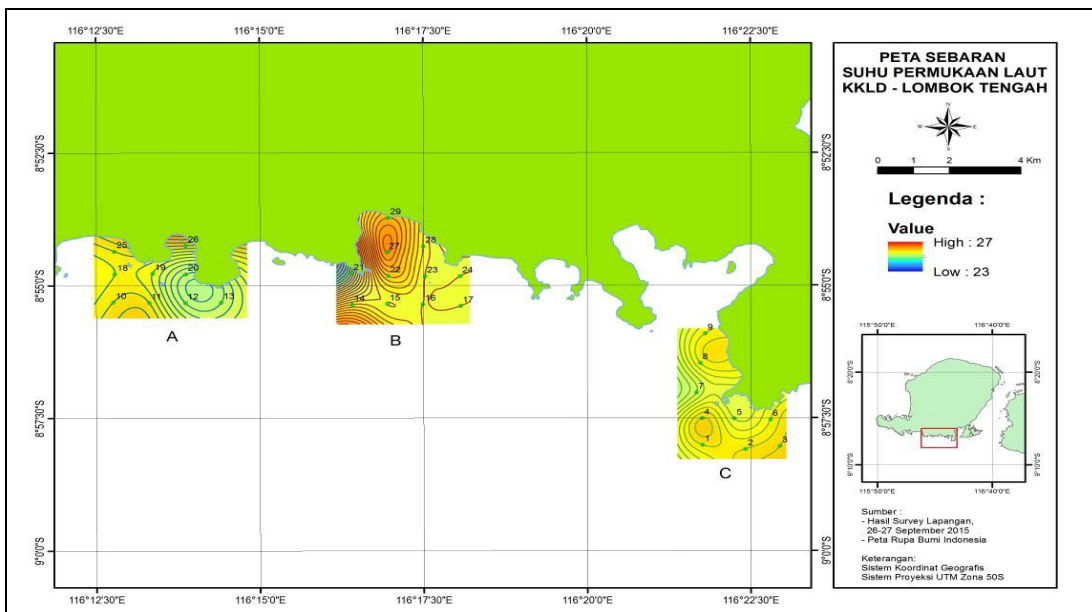 116°12'30"E 116°15'0"E 116°17'30"E 116°20'0"E 116°22'30"E
8°52'30"S 8°52'30"S
8°55'0"S 8°55'0"S
8°57'30"S 8°57'30"S
9°0'0"S 9°0'0"S
25 26
18 19 20
10 11 12 13
A
29
27 28
21 22 23 24
14 15 16 17
B
9
8
7
4 5 6
1 2 3
C
116°12'30"E 116°15'0"E 116°17'30"E 116°20'0"E 116°22'30"E
PETA SEBARAN
SUHU PERMUKAAN LAUT
KKLD - LOMBOK TENGAH
N
W E
S
0 1 2 4 Km
Legenda :
Value
High : 27
Low : 23
115°50'0"E 116°40'0"E
8°20'0"S 8°20'0"S
9°10'0"S 9°10'0"S
115°50'0"E 116°40'0"E
Sumber :
- Hasil Survey Lapangan,
26-27 September 2015
- Peta Rupa Bumi Indonesia
Keterangan:
Sistem Koordinat Geografis
Sistem Proyeksi UTM Zona 50S